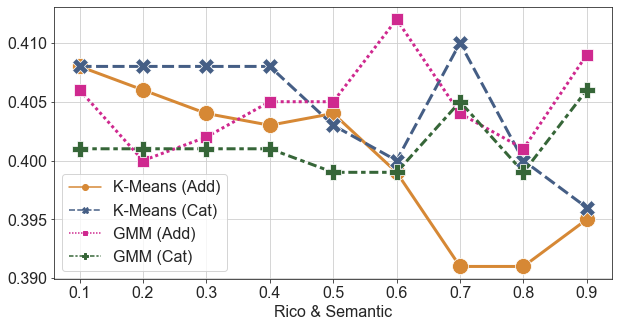 0.410
0.405
0.400
0.395
0.390
K-Means (Add)
K-Means (Cat)
GMM (Add)
GMM (Cat)
0.1 0.2 0.3 0.4 0.5 0.6 0.7 0.8 0.9
Rico & Semantic